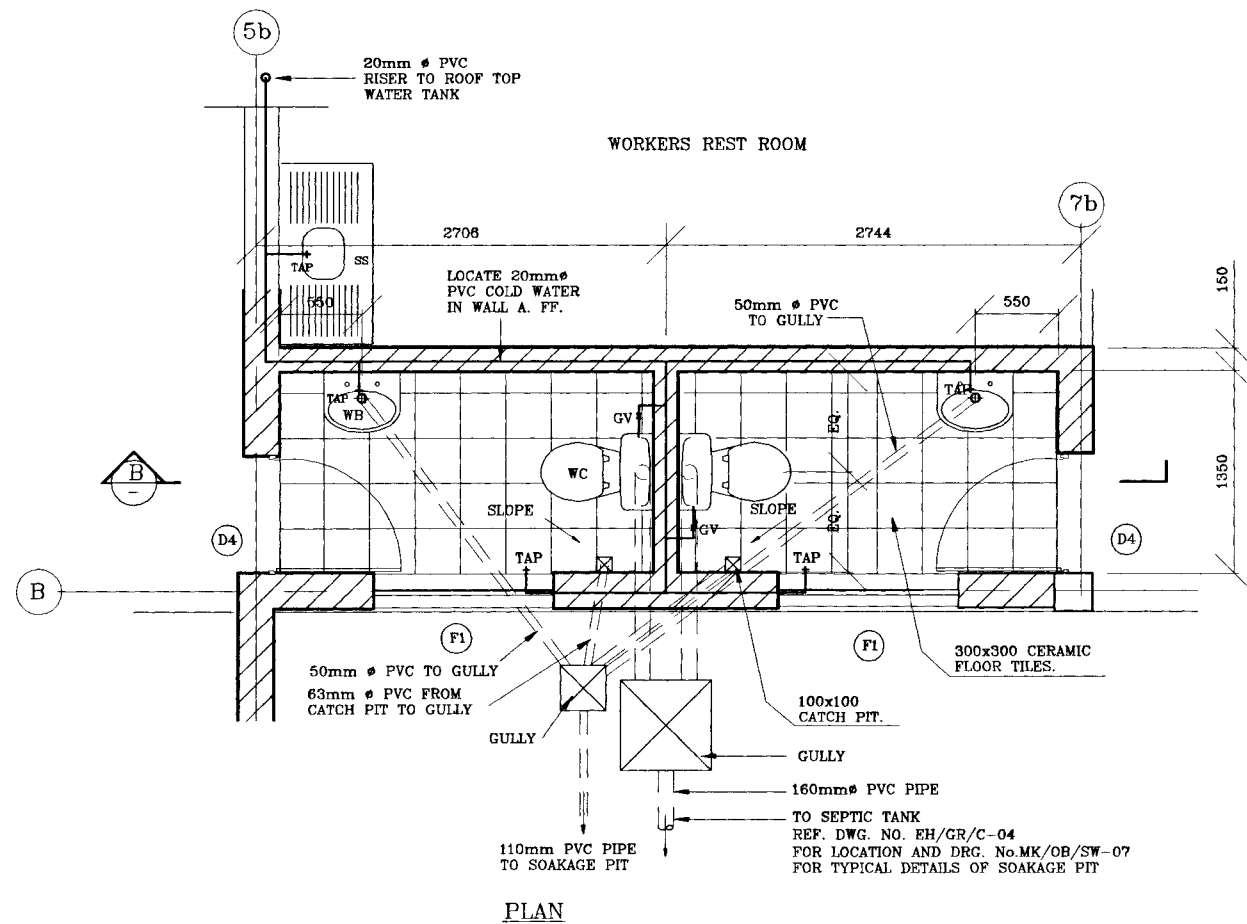 5b
20mm ø PVC
RISER TO ROOF TOP
WATER TANK
WORKERS REST ROOM
7b
2706
2744
TAP
SS
LOCATE 20mmø
PVC COLD WATER
IN WALL A. FF.
550
50mm ø PVC
TO GULLY
550
150
TAP
WB
GV
EQ.
TAP
B
-
WC
1350
SLOPE
SLOPE
GV
EQ.
D4
D4
TAP
TAP
B
F1
F1
50mm ø PVC TO GULLY
63mm ø PVC FROM
CATCH PIT TO GULLY
300x300 CERAMIC
FLOOR TILES.
100x100
CATCH PIT.
GULLY
GULLY
160mmø PVC PIPE
110mm PVC PIPE
TO SOAKAGE PIT
TO SEPTIC TANK
REF. DWG. NO. EH/GR/C-04
FOR LOCATION AND DRG. No.MK/OB/SW-07
FOR TYPICAL DETAILS OF SOAKAGE PIT
PLAN